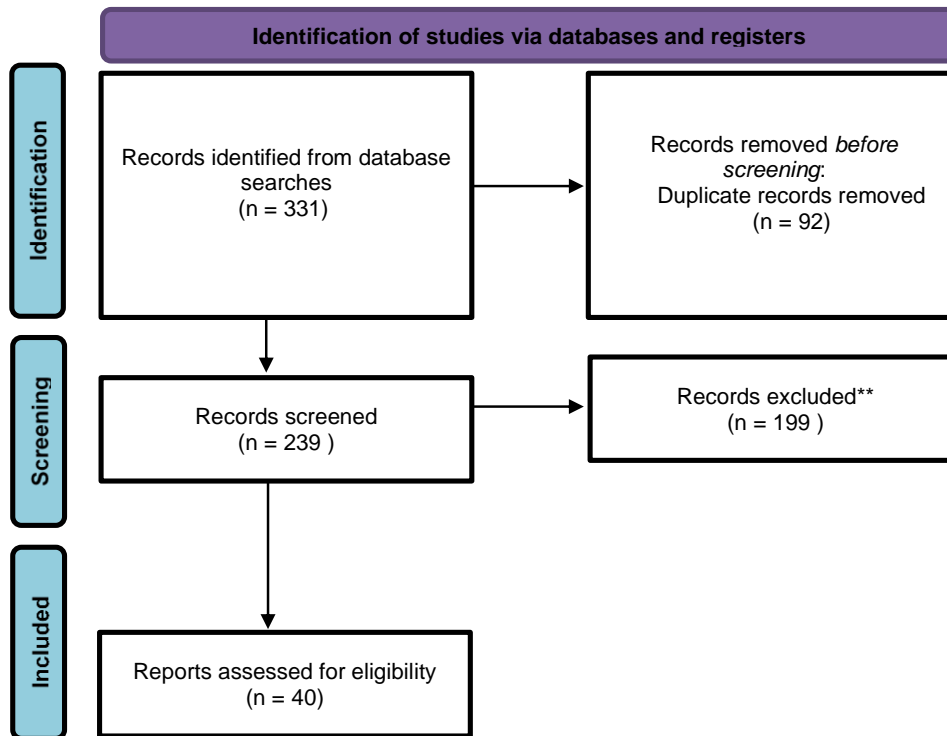 Identification of studies via databases and registers
Identification
Records identified from database
searches
(n = 331)
Records removed before
screening:
Duplicate records removed
(n = 92)
Screening
Records screened
(n = 239 )
Records excluded**
(n = 199 )
Included
Reports assessed for eligibility
(n = 40)